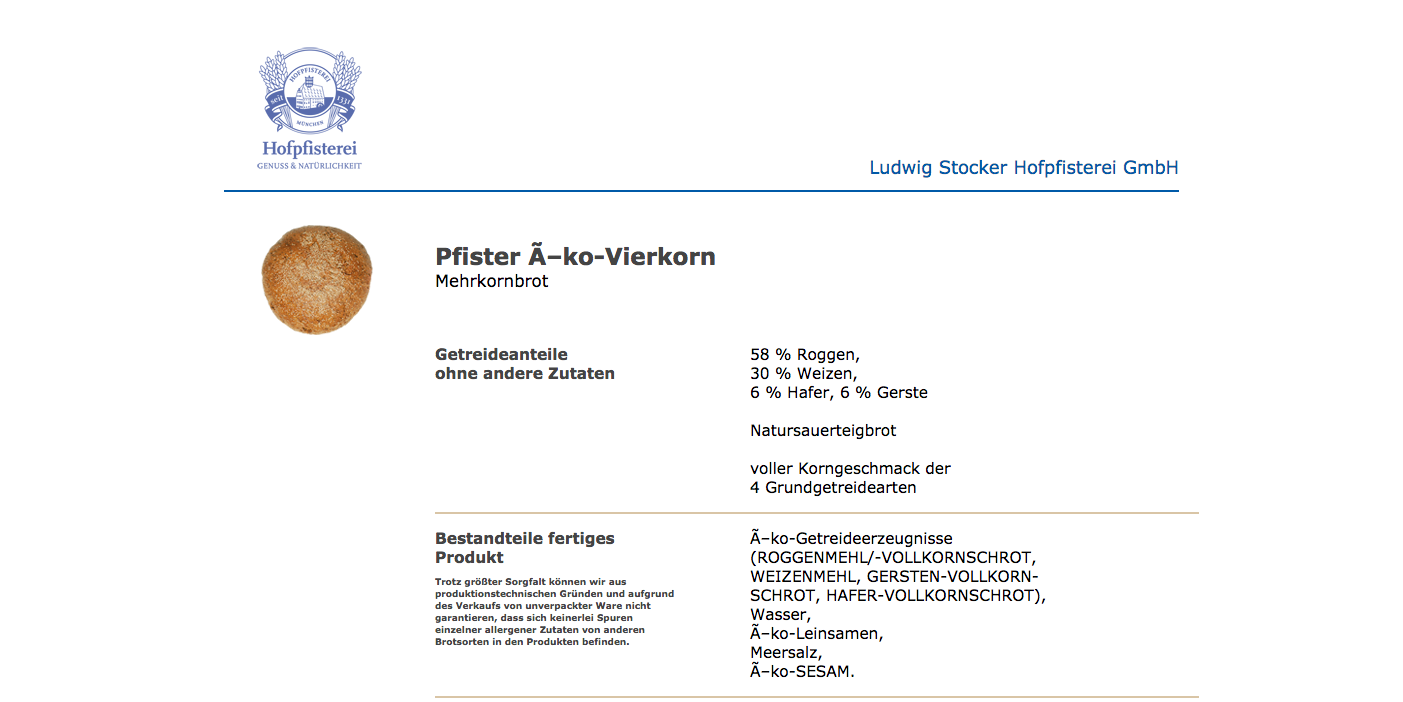 HOFPFISTEREI
seit 1331
MÜNCHEN
Hofpfisterei
GENUSS & NATÜRLICHKEIT
Ludwig Stocker Hofpfisterei GmbH
Pfister Ã–ko-Vierkorn
Mehrkornbrot
Getreideanteile
ohne andere Zutaten
58 % Roggen,
30 % Weizen,
6 % Hafer, 6 % Gerste
Natursauerteigbrot
voller Korngeschmack der
4 Grundgetreidearten
Bestandteile fertiges
Produkt
Trotz größter Sorgfalt können wir aus
produktionstechnischen Gründen und aufgrund
des Verkaufs von unverpackter Ware nicht
garantieren, dass sich keinerlei Spuren
einzelner allergener Zutaten von anderen
Brotsorten in den Produkten befinden.
Ã–ko-Getreideerzeugnisse
(ROGGENMEHL/-VOLLKORNSCHROT,
WEIZENMEHL, GERSTEN-VOLLKORN-
SCHROT, HAFER-VOLLKORNSCHROT),
Wasser,
Ã–ko-Leinsamen,
Meersalz,
Ã–ko-SESAM.